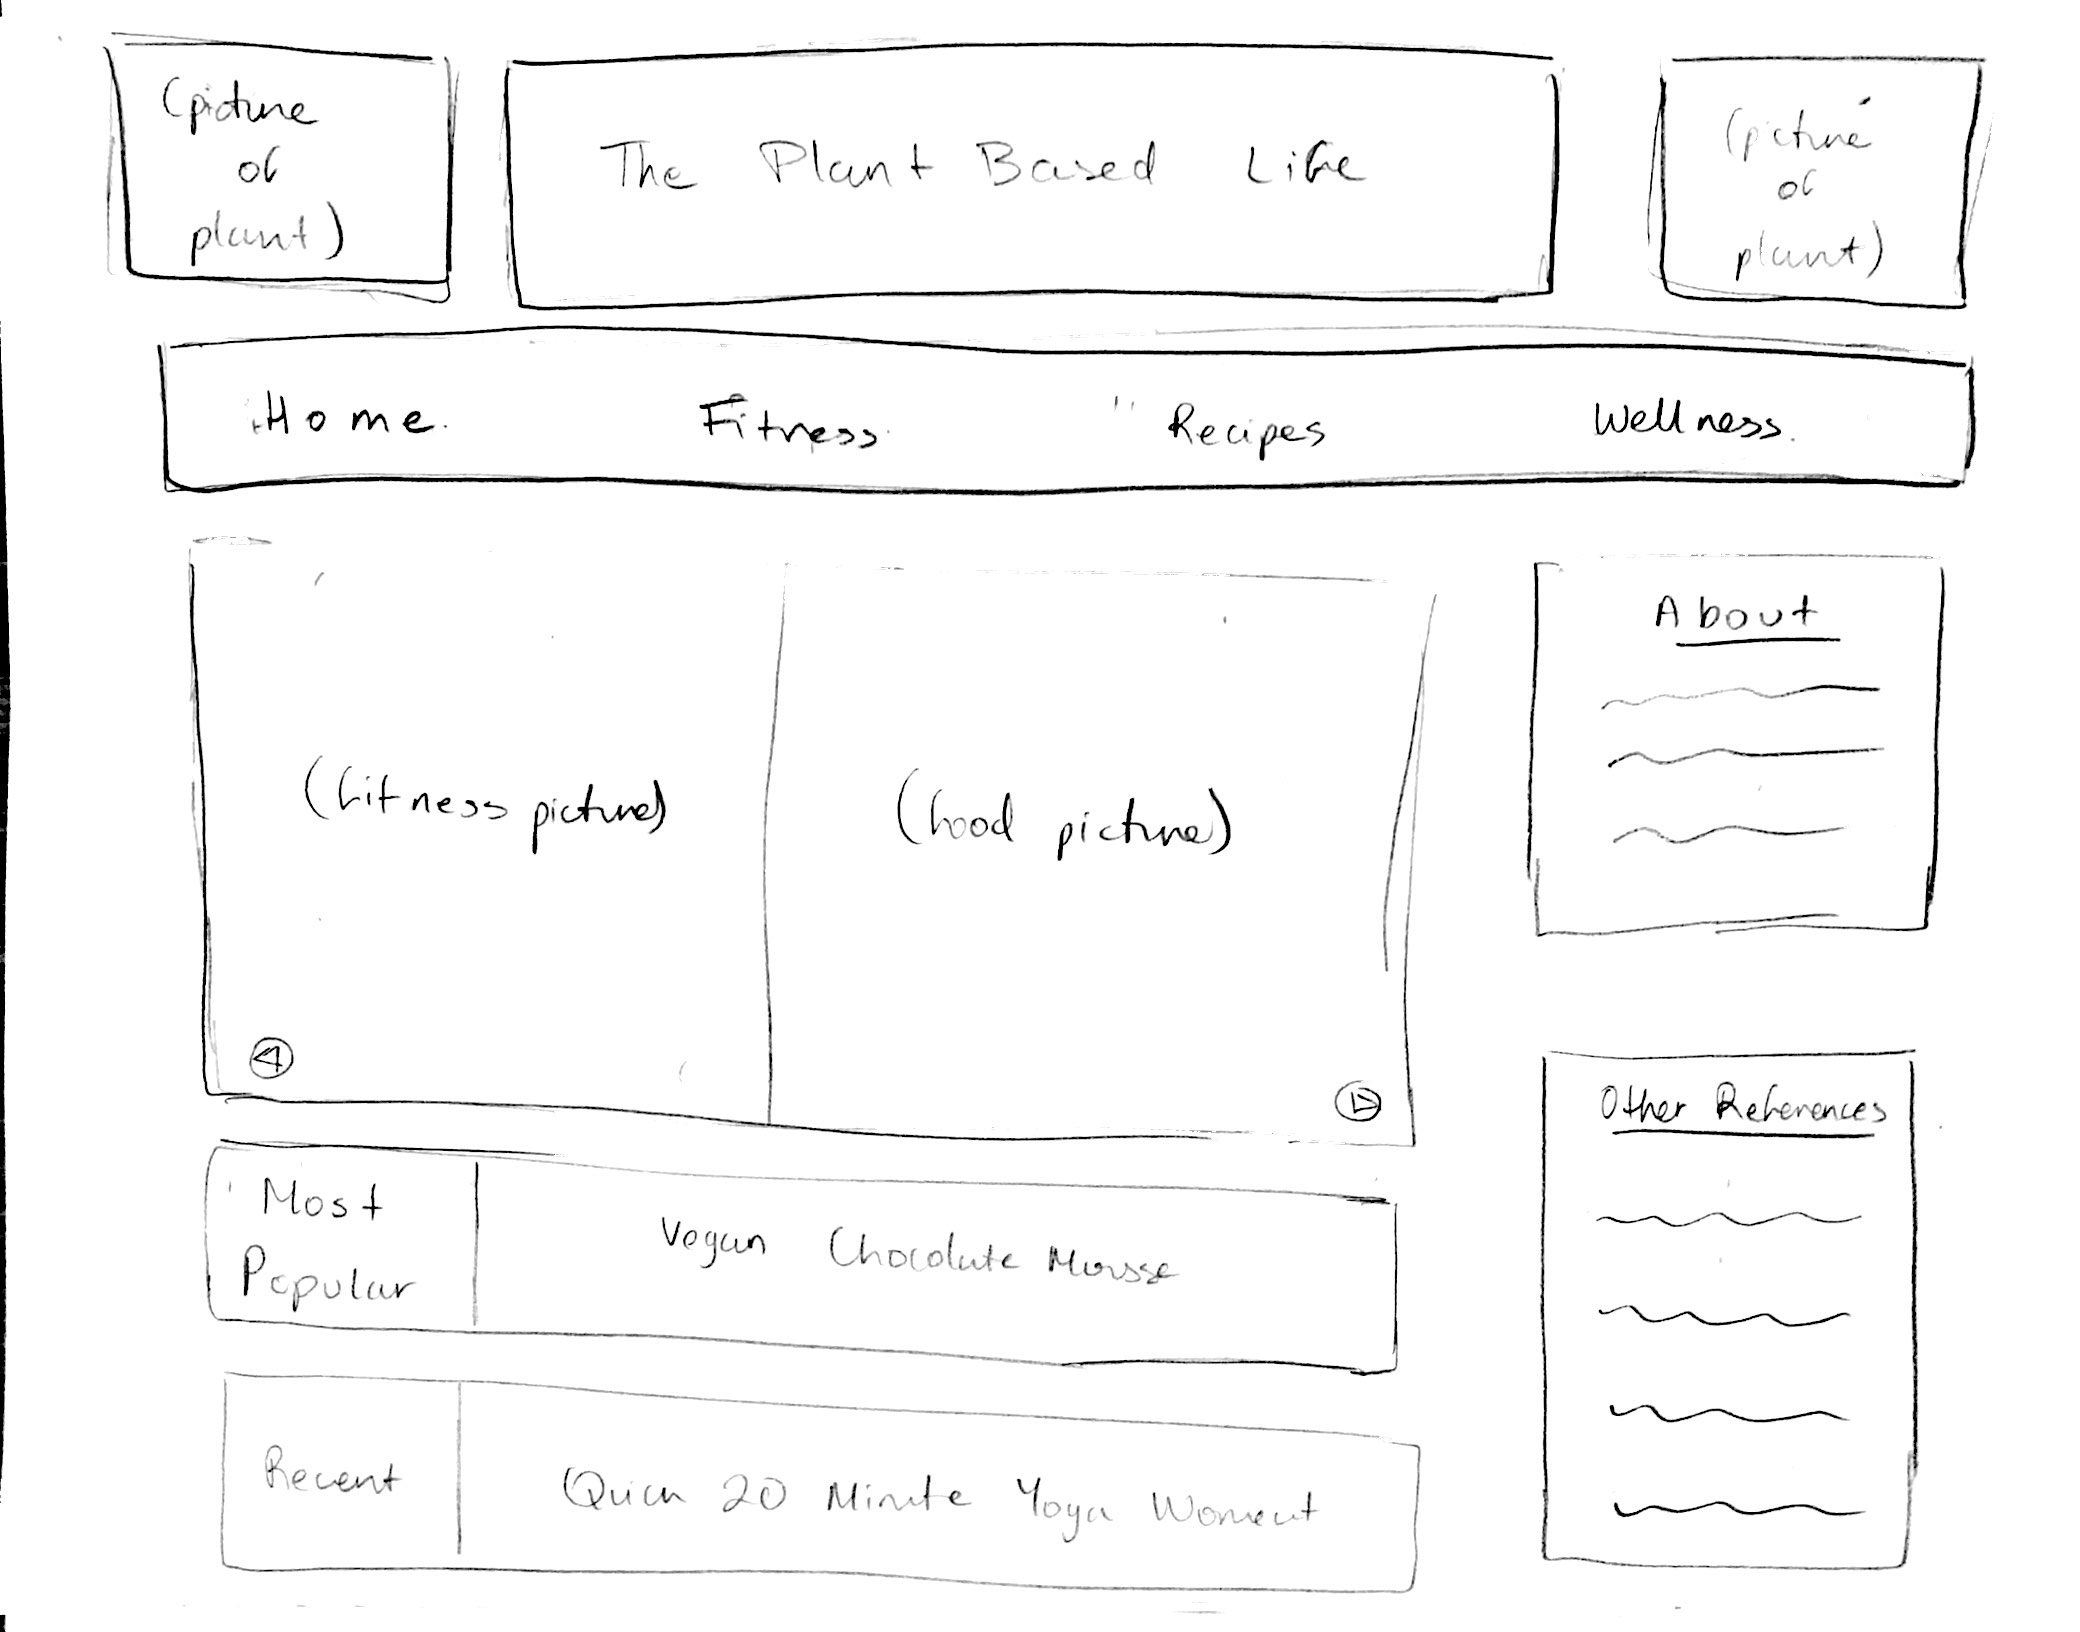 (picture
of
plant)
The Plant Based Life
(picture
of
plant)
Home Fitness Recipes Wellness
(fitness picture)
(food picture)
About
Other References
Most
Popular
Vegan Chocolate Mousse
Recent
Quick 20 Minute Yoga Workout